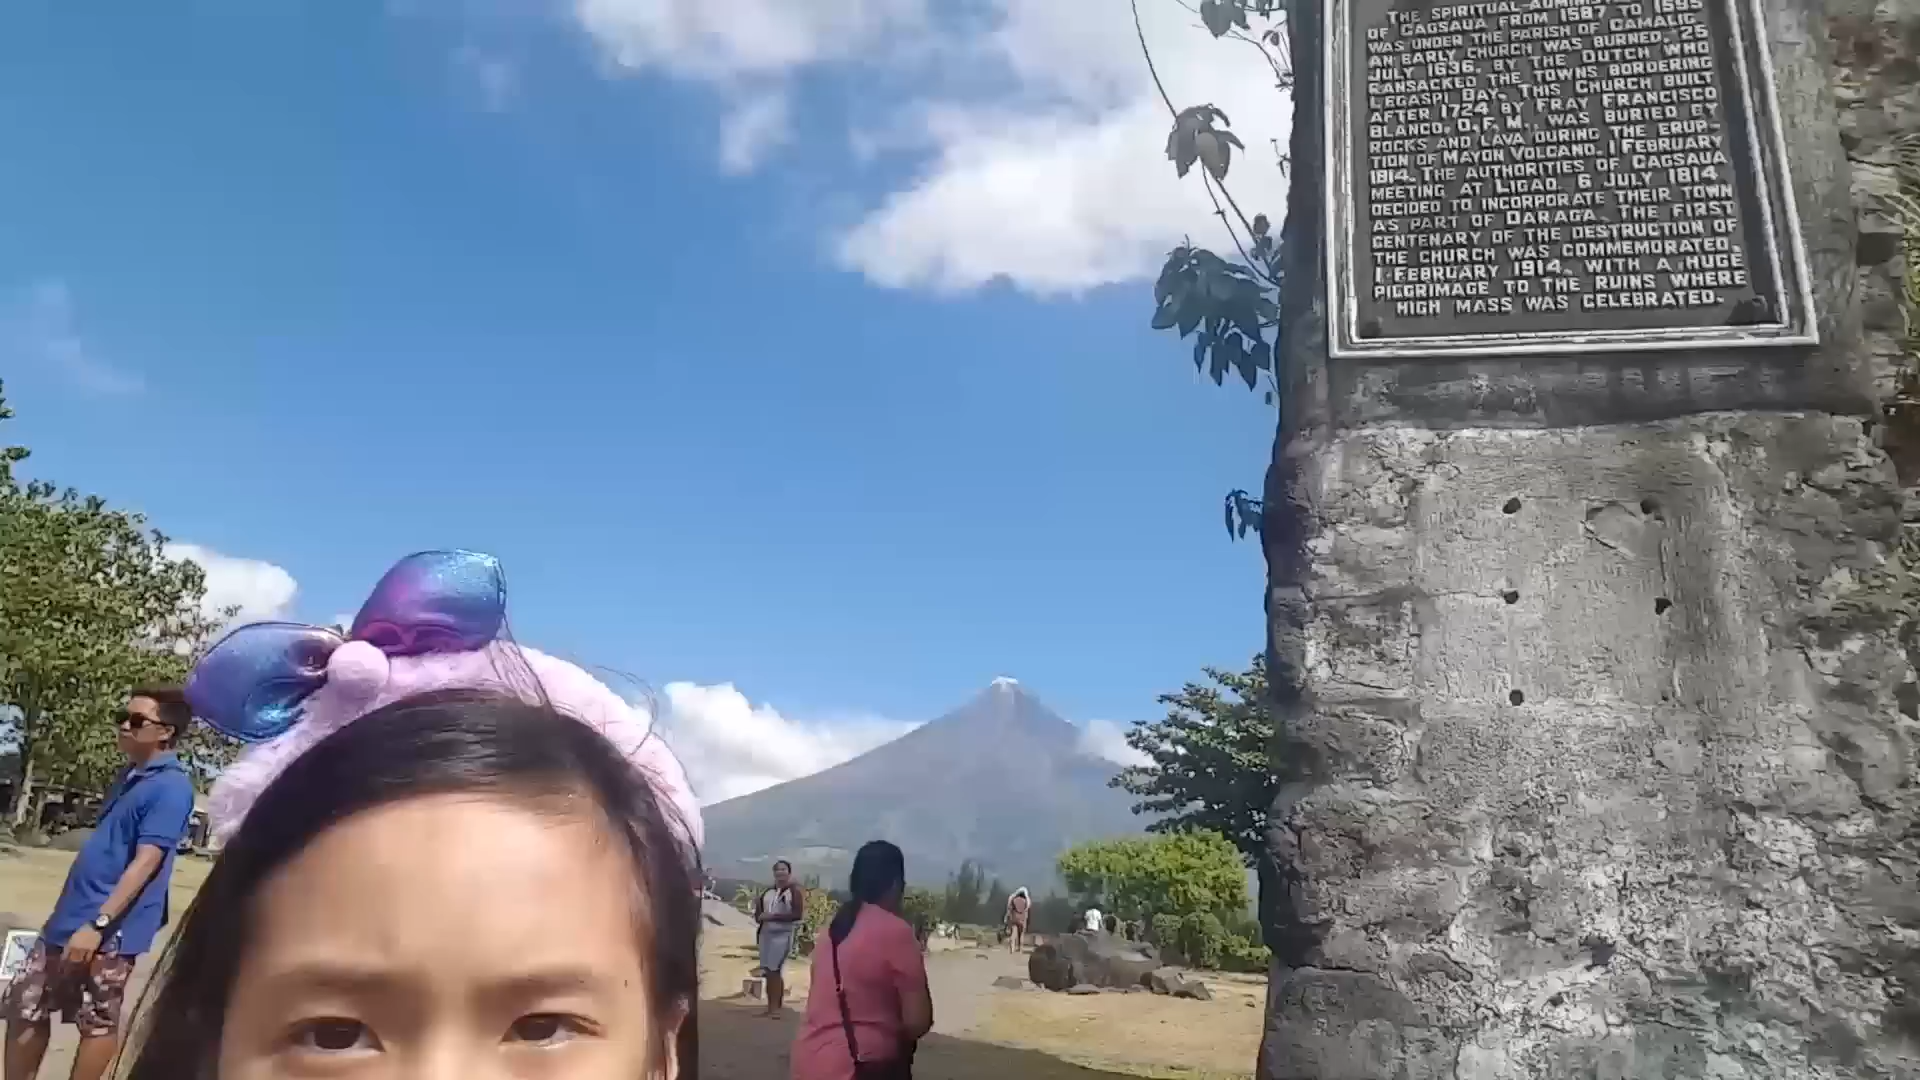 THE SPIRITUAL ADMINIS
OF CAGSAUA FROM 1587 TO 1595
WAS UNDER THE PARISH OF CAMALIG.
AN EARLY CHURCH WAS BURNED, 25
JULY 1636, BY THE DUTCH WHO
RANSACKED THE TOWNS BORDERING
LEGASPI BAY. THIS CHURCH BUILT
AFTER 1724 BY FRAY FRANCISCO
BLANCO, O.F.M., WAS BURIED BY
ROCKS AND LAVA DURING THE ERUP-
TION OF MAYON VOLCANO, 1 FEBRUARY
1814. THE AUTHORITIES OF CAGSAUA
MEETING AT LIGAO, 6 JULY 1814,
DECIDED TO INCORPORATE THEIR TOWN
AS PART OF DARAGA. THE FIRST
CENTENARY OF THE DESTRUCTION OF
THE CHURCH WAS COMMEMORATED,
1 FEBRUARY 1914, WITH A HUGE
PILGRIMAGE TO THE RUINS WHERE
HIGH MASS WAS CELEBRATED.